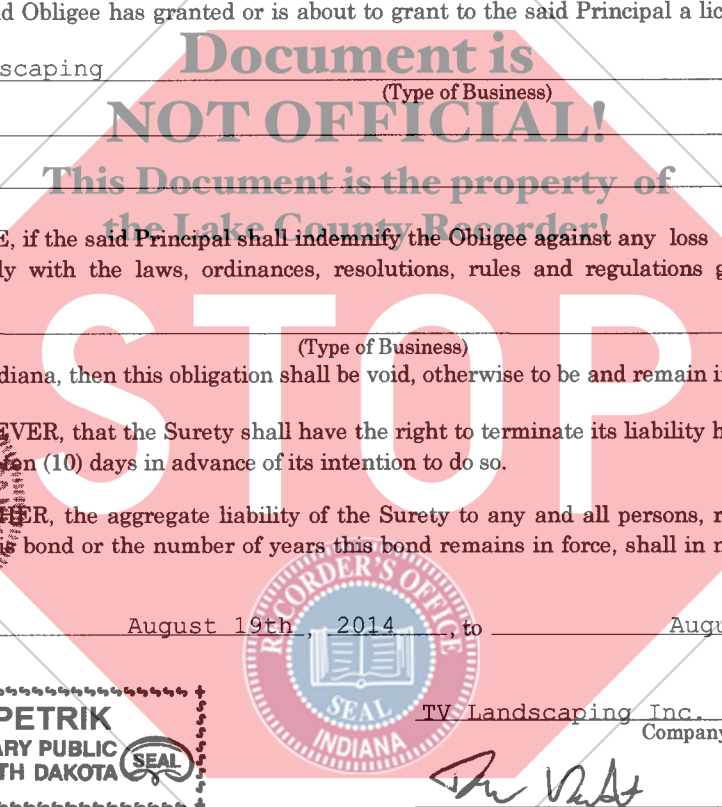 d Obligee has granted or is about to grant to the said Principal a lic
Document is
scaping
(Type of Business)
NOT OFFICIAL!
This Document is the property of
the Lake County Recorder!
E, if the said Principal shall indemnify the Obligee against any loss
ly with the laws, ordinances, resolutions, rules and regulations g
STOP
(Type of Business)
diana, then this obligation shall be void, otherwise to be and remain i
EVER, that the Surety shall have the right to terminate its liability h
ten (10) days in advance of its intention to do so.
HER, the aggregate liability of the Surety to any and all persons, r
is bond or the number of years this bond remains in force, shall in n
RECORDER'S OFFICE
August 19th, 2014, to Augu
SEAL
INDIANA
PETRIK
ARY PUBLIC
TH DAKOTA
SEAL
TV Landscaping Inc.
Company